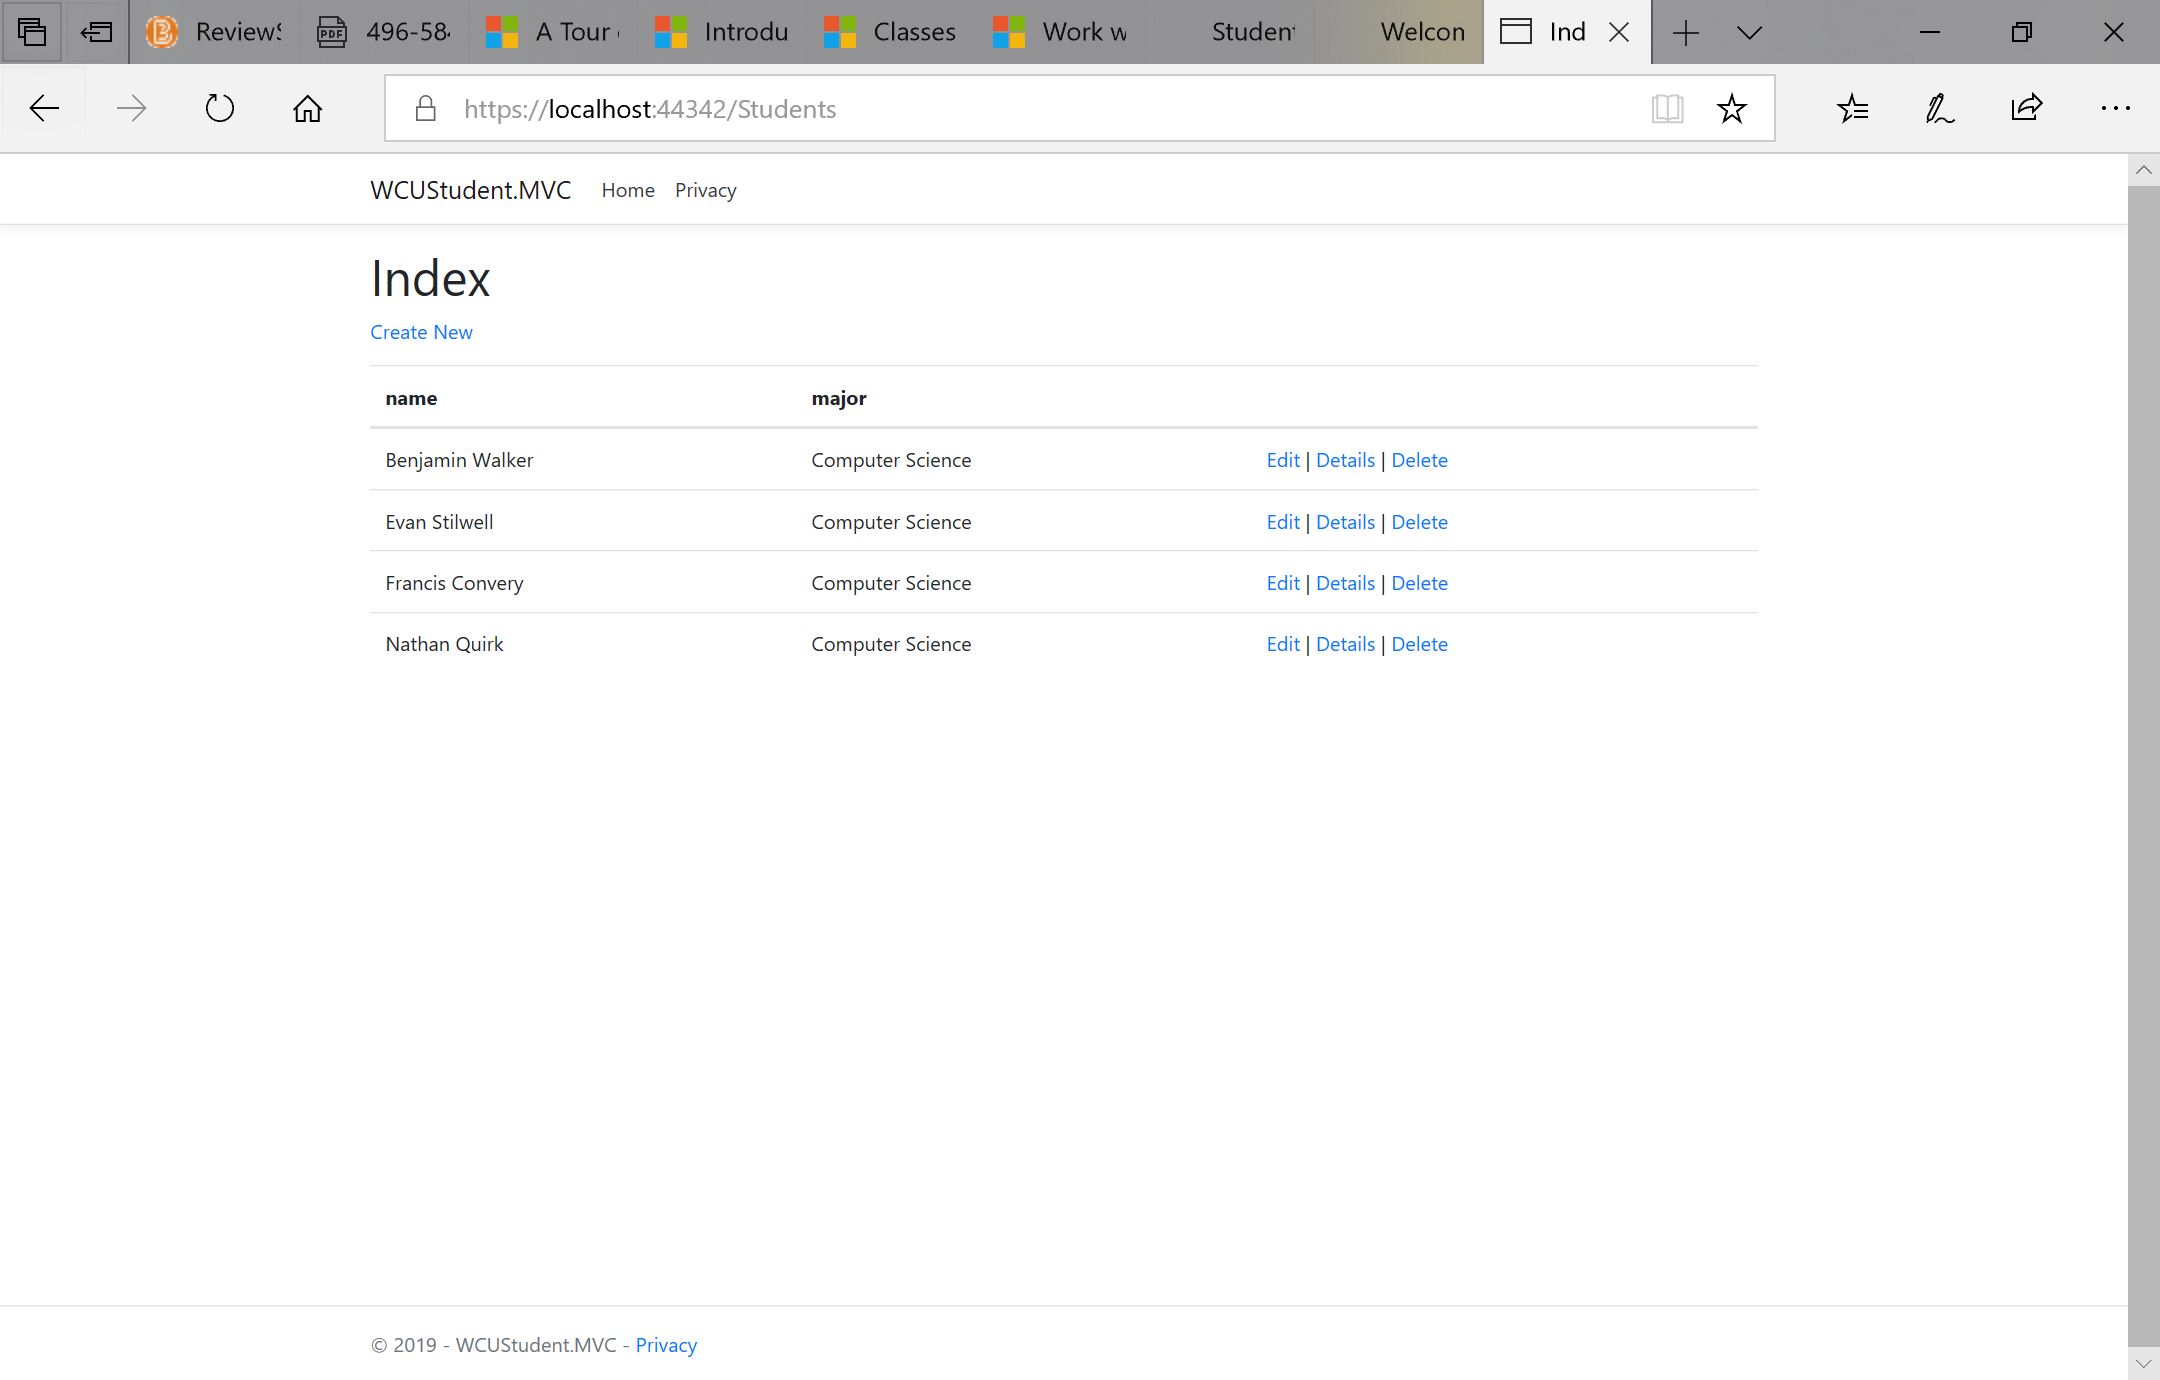 Review 496-58 A Tour Introdu Classes Work w Student Welcon Ind
https://localhost:44342/Students
WCUStudent.MVC Home Privacy
Index
Create New
name major
Benjamin Walker Computer Science Edit | Details | Delete
Evan Stilwell Computer Science Edit | Details | Delete
Francis Convery Computer Science Edit | Details | Delete
Nathan Quirk Computer Science Edit | Details | Delete
© 2019 - WCUStudent.MVC - Privacy